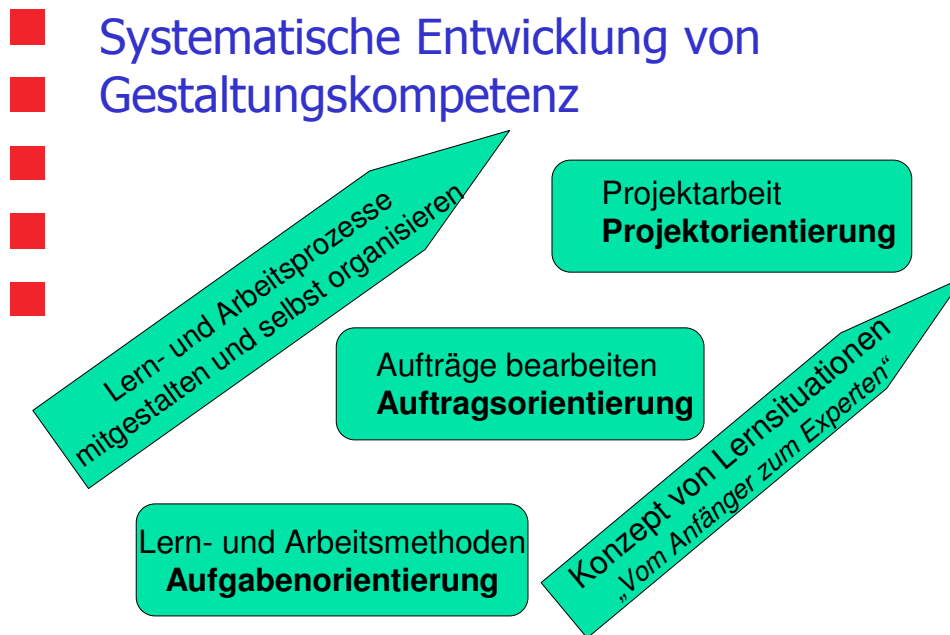 Systematische Entwicklung von
Gestaltungskompetenz
Lern- und Arbeitsprozesse
mitgestalten und selbst organisieren
Projektarbeit
Projektorientierung
Aufträge bearbeiten
Auftragsorientierung
Konzept von Lernsituationen
„Vom Anfänger zum Experten“
Lern- und Arbeitsmethoden
Aufgabenorientierung